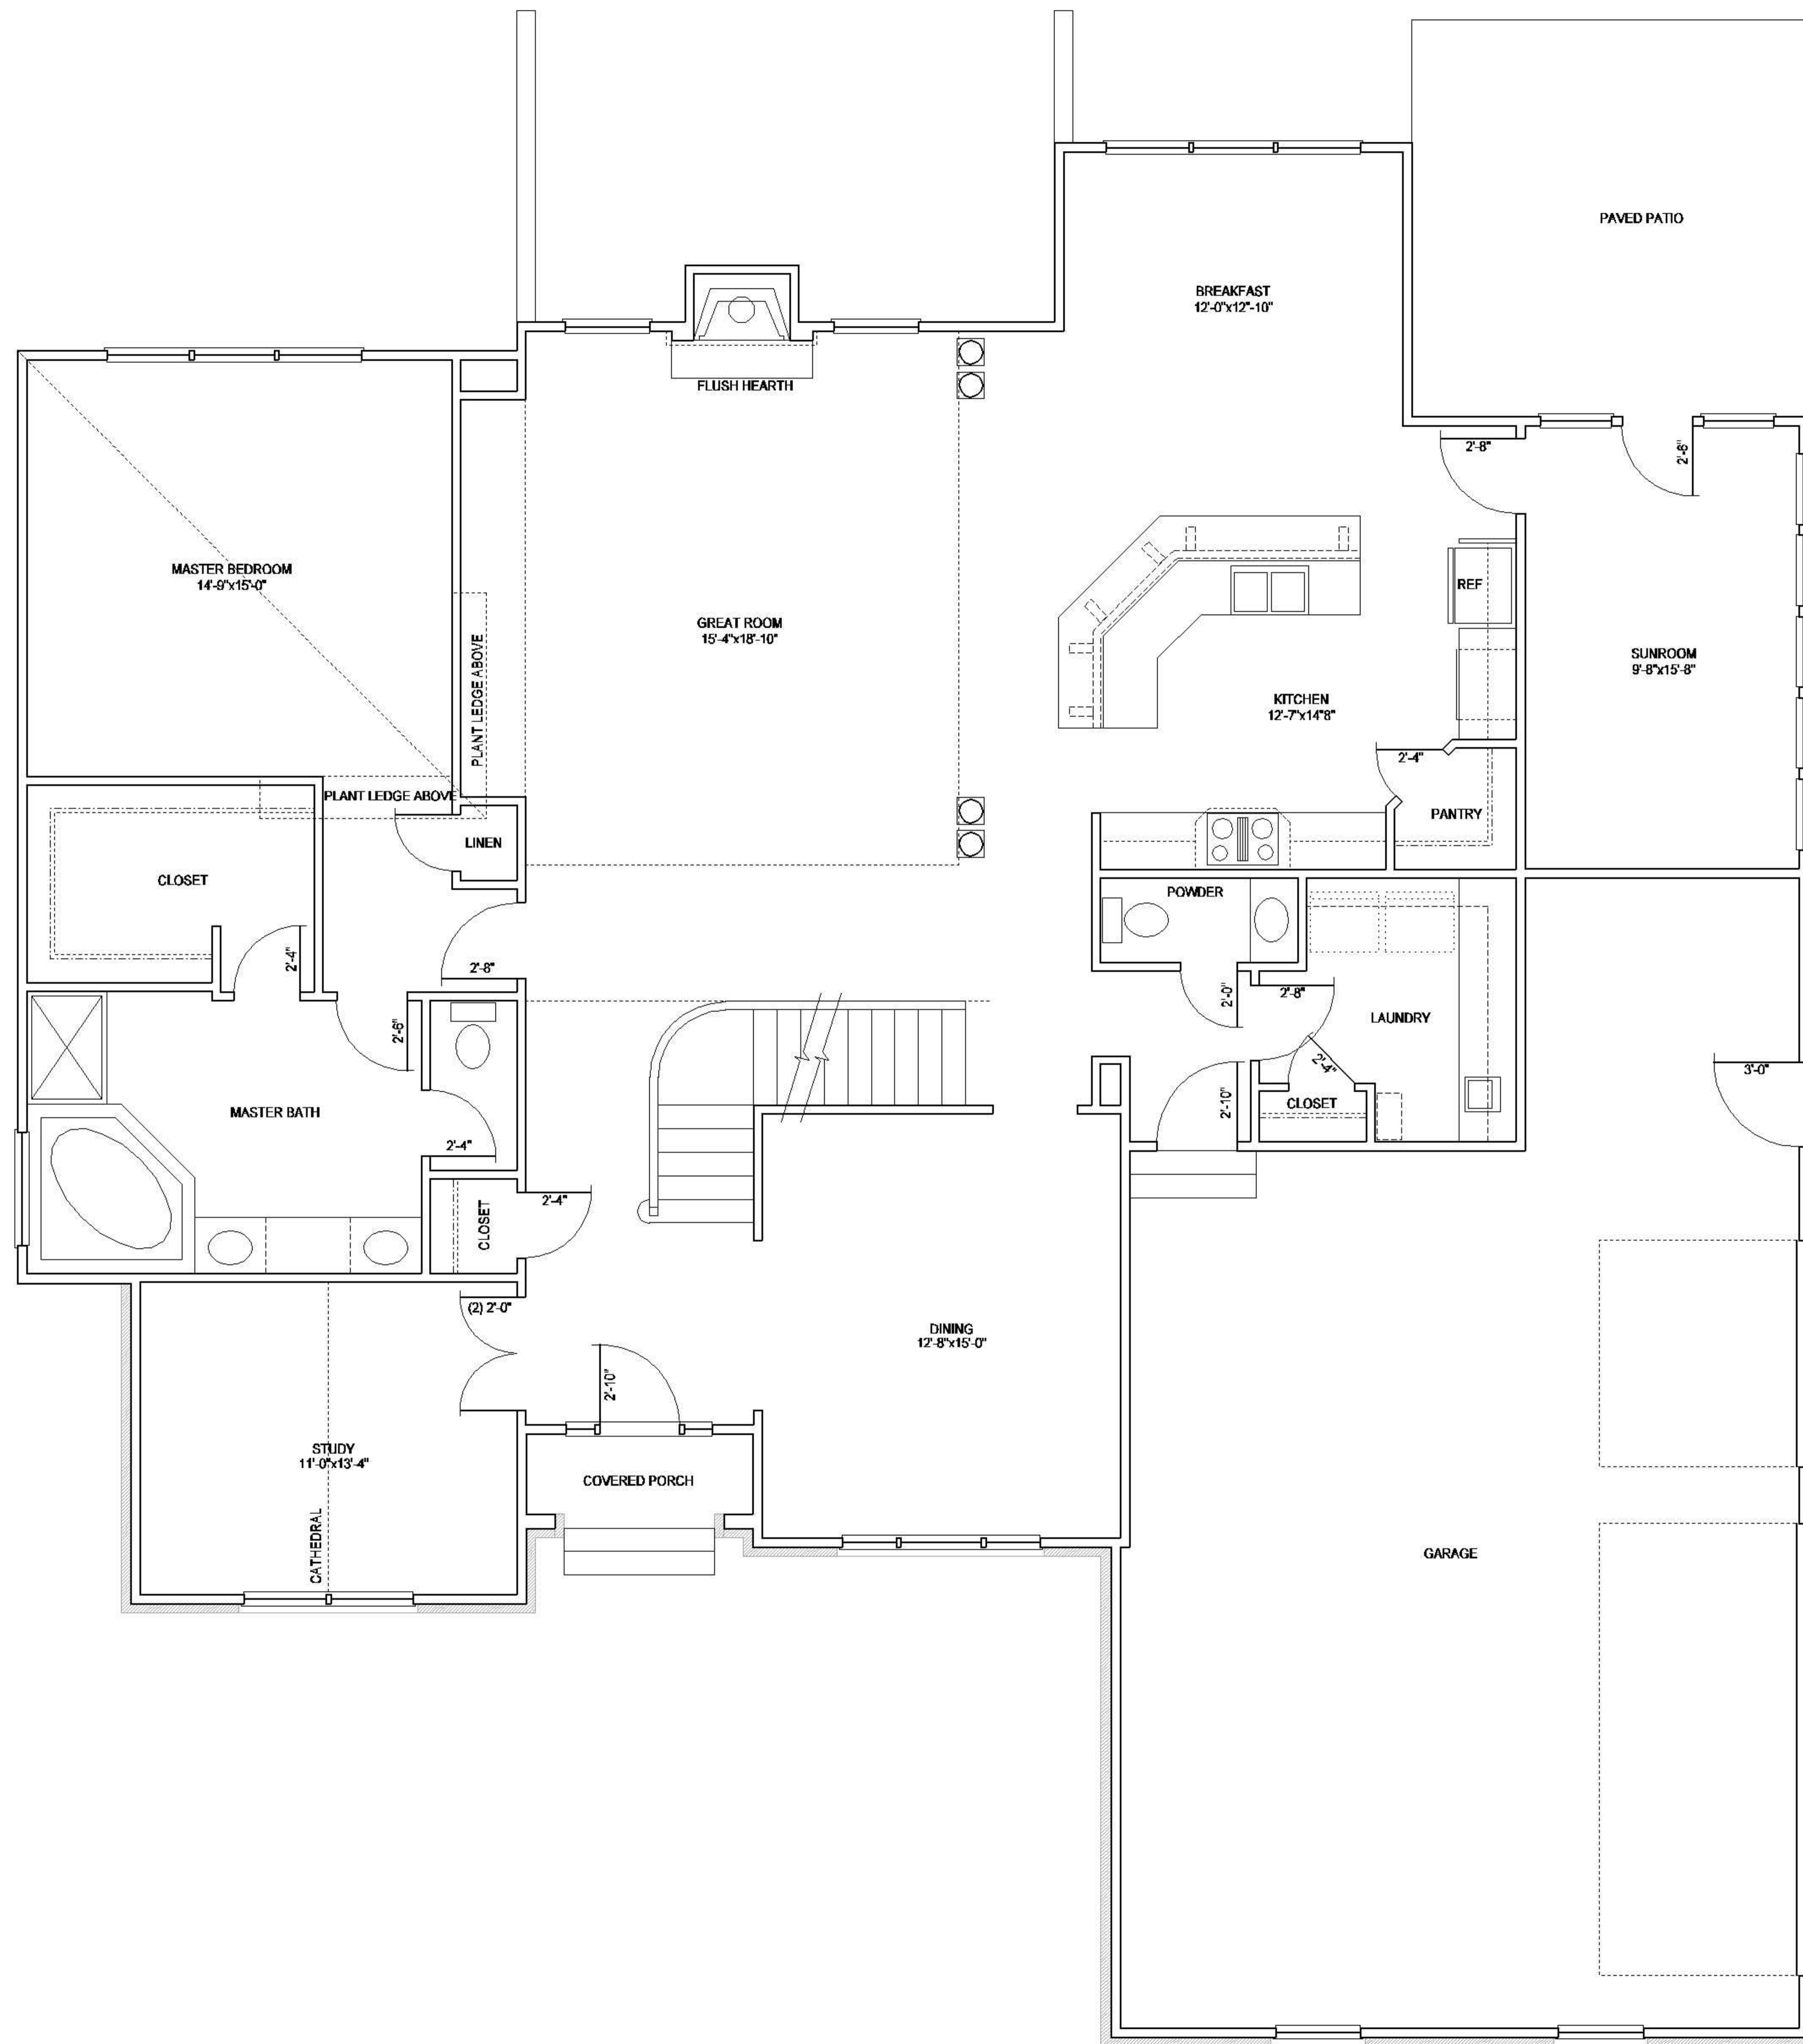 PAVED PATIO
BREAKFAST
12'-0"x12"-10"
FLUSH HEARTH
2'-8"
2'-6"
MASTER BEDROOM
14'-9"x15'-0"
REF
GREAT ROOM
15'-4"x18'-10"
PLANT LEDGE ABOVE
SUNROOM
9'-8"x15'-8"
KITCHEN
12'-7"x14"8"
2'-4"
PLANT LEDGE ABOVE
PANTRY
LINEN
CLOSET
POWDER
2'-4"
2'-8"
2'-0"
2'-8"
LAUNDRY
2'-6"
2'-4"
3'-0"
MASTER BATH
2'-10"
CLOSET
2'-4"
2'-4"
CLOSET
(2) 2'-0"
DINING
12'-8"x15'-0"
2'-10"
STUDY
11'-0"x13'-4"
COVERED PORCH
CATHEDRAL
GARAGE